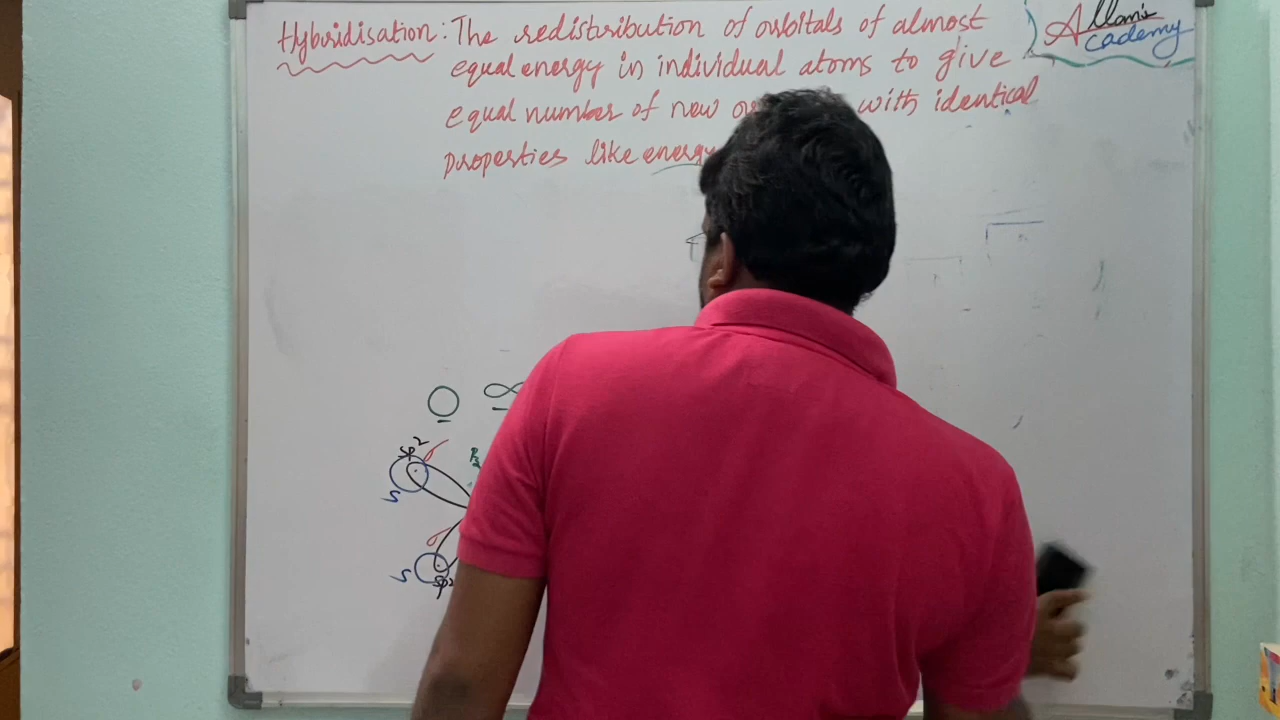 Hybridisation: The redistribution of orbitals of almost
equal energy in individual atoms to give
equal number of new with identical
properties like energy
Allam's
Academy
sp²
S
S